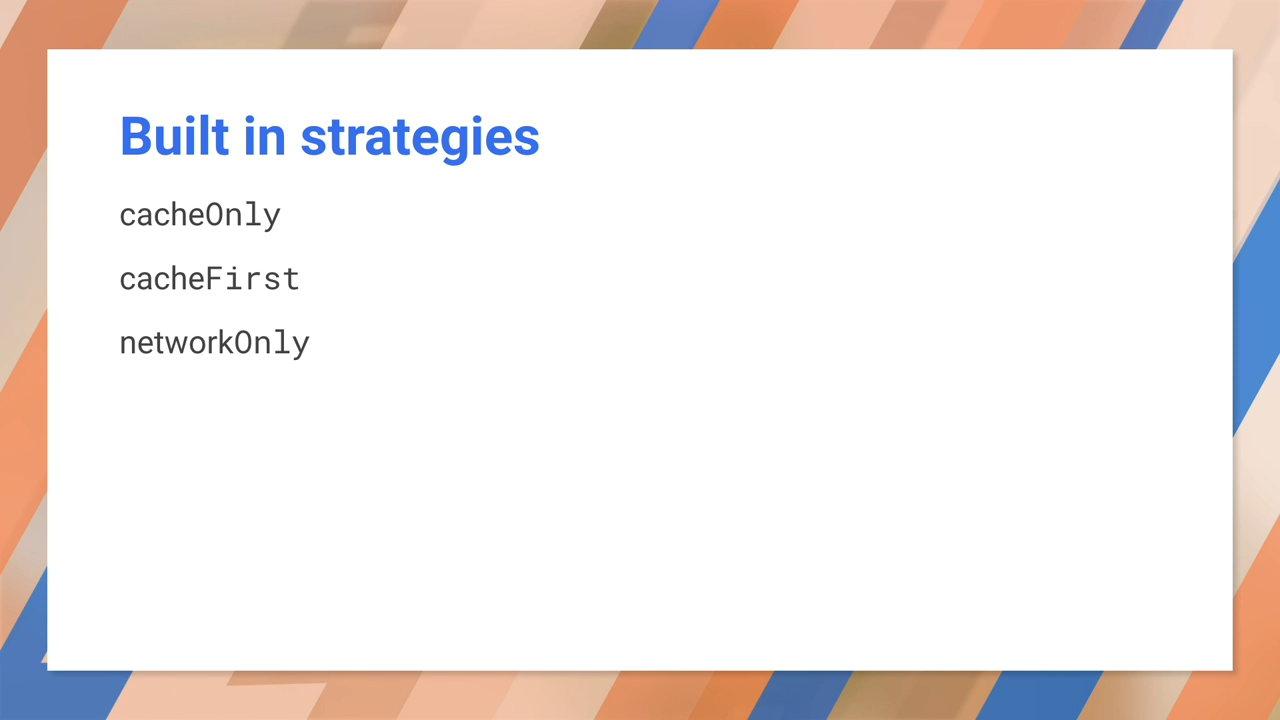 Built in strategies
cacheOnly
cacheFirst
networkOnly